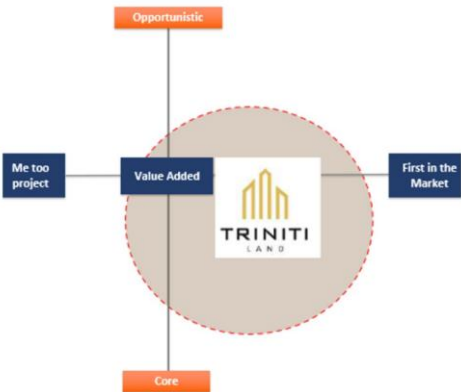 Opportunistic
Me too
project
Value Added
First in the
Market
TRINITI
LAND
Core